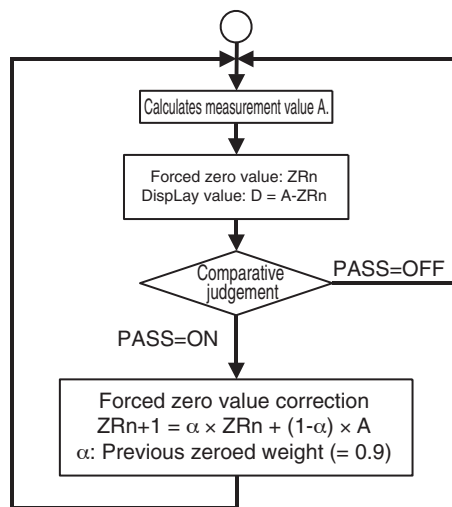 Calculates measurement value A.
Forced zero value: ZRn
DispLay value: D = A-ZRn
Comparative
judgement
PASS=OFF
PASS=ON
Forced zero value correction
ZRn+1 = α × ZRn + (1-α) × A
α: Previous zeroed weight (= 0.9)